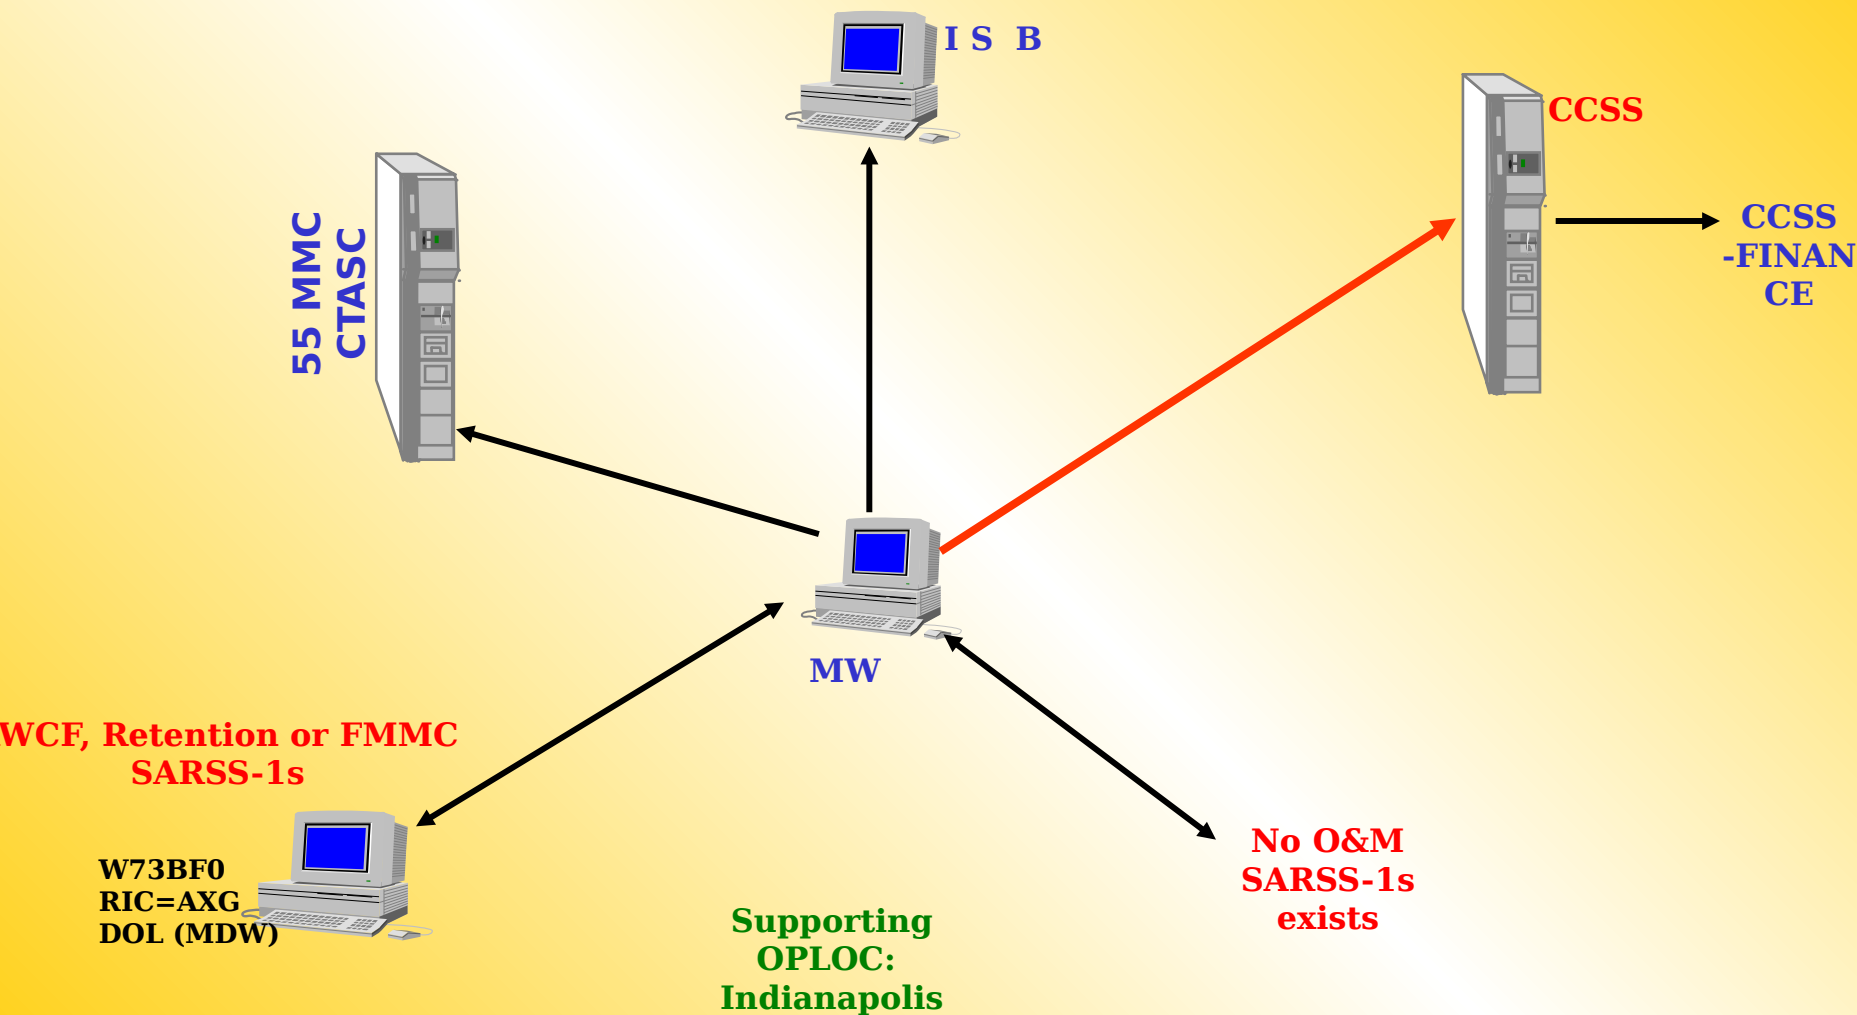 I S  B
CCSS
CCSS
-FINAN
CE
55 MMC
CTASC
MW
WCF, Retention or FMMC
SARSS-1s
W73BF0
RIC=AXG
DOL (MDW)
No O&M
SARSS-1s
exists
Supporting
OPLOC:
Indianapolis